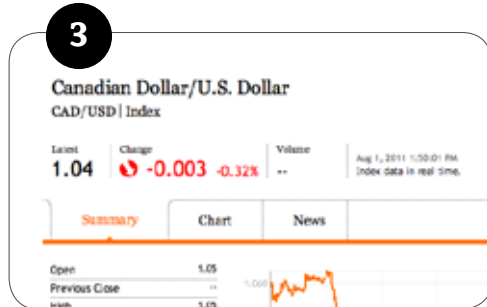 3
Canadian Dollar/U.S. Dollar
CAD/USD | Index
Latest Change Volume
1.04 -0.003 -0.32% --
Aug 1, 2011 1:50:01 PM
Index data in real time.
Summary Chart News
Open 1.05
Previous Close --
High 1.05
1.060